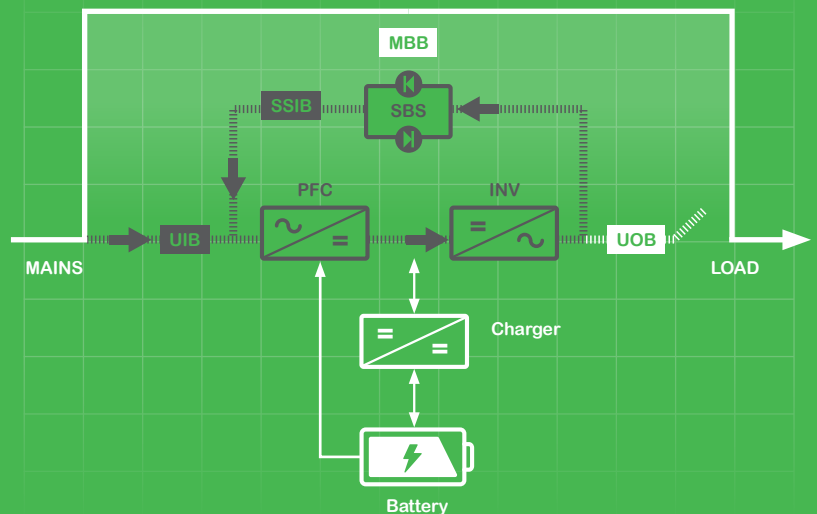 MBB
SSIB
SBS
PFC
INV
UIB
UOB
MAINS
LOAD
Charger
Battery